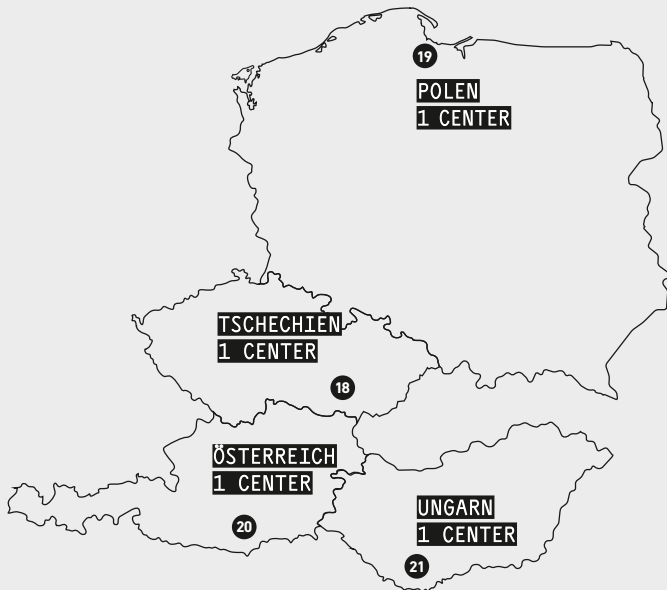 19
POLEN
1 CENTER
TSCHECHIEN
1 CENTER
18
ÖSTERREICH
1 CENTER
20
UNGARN
1 CENTER
21